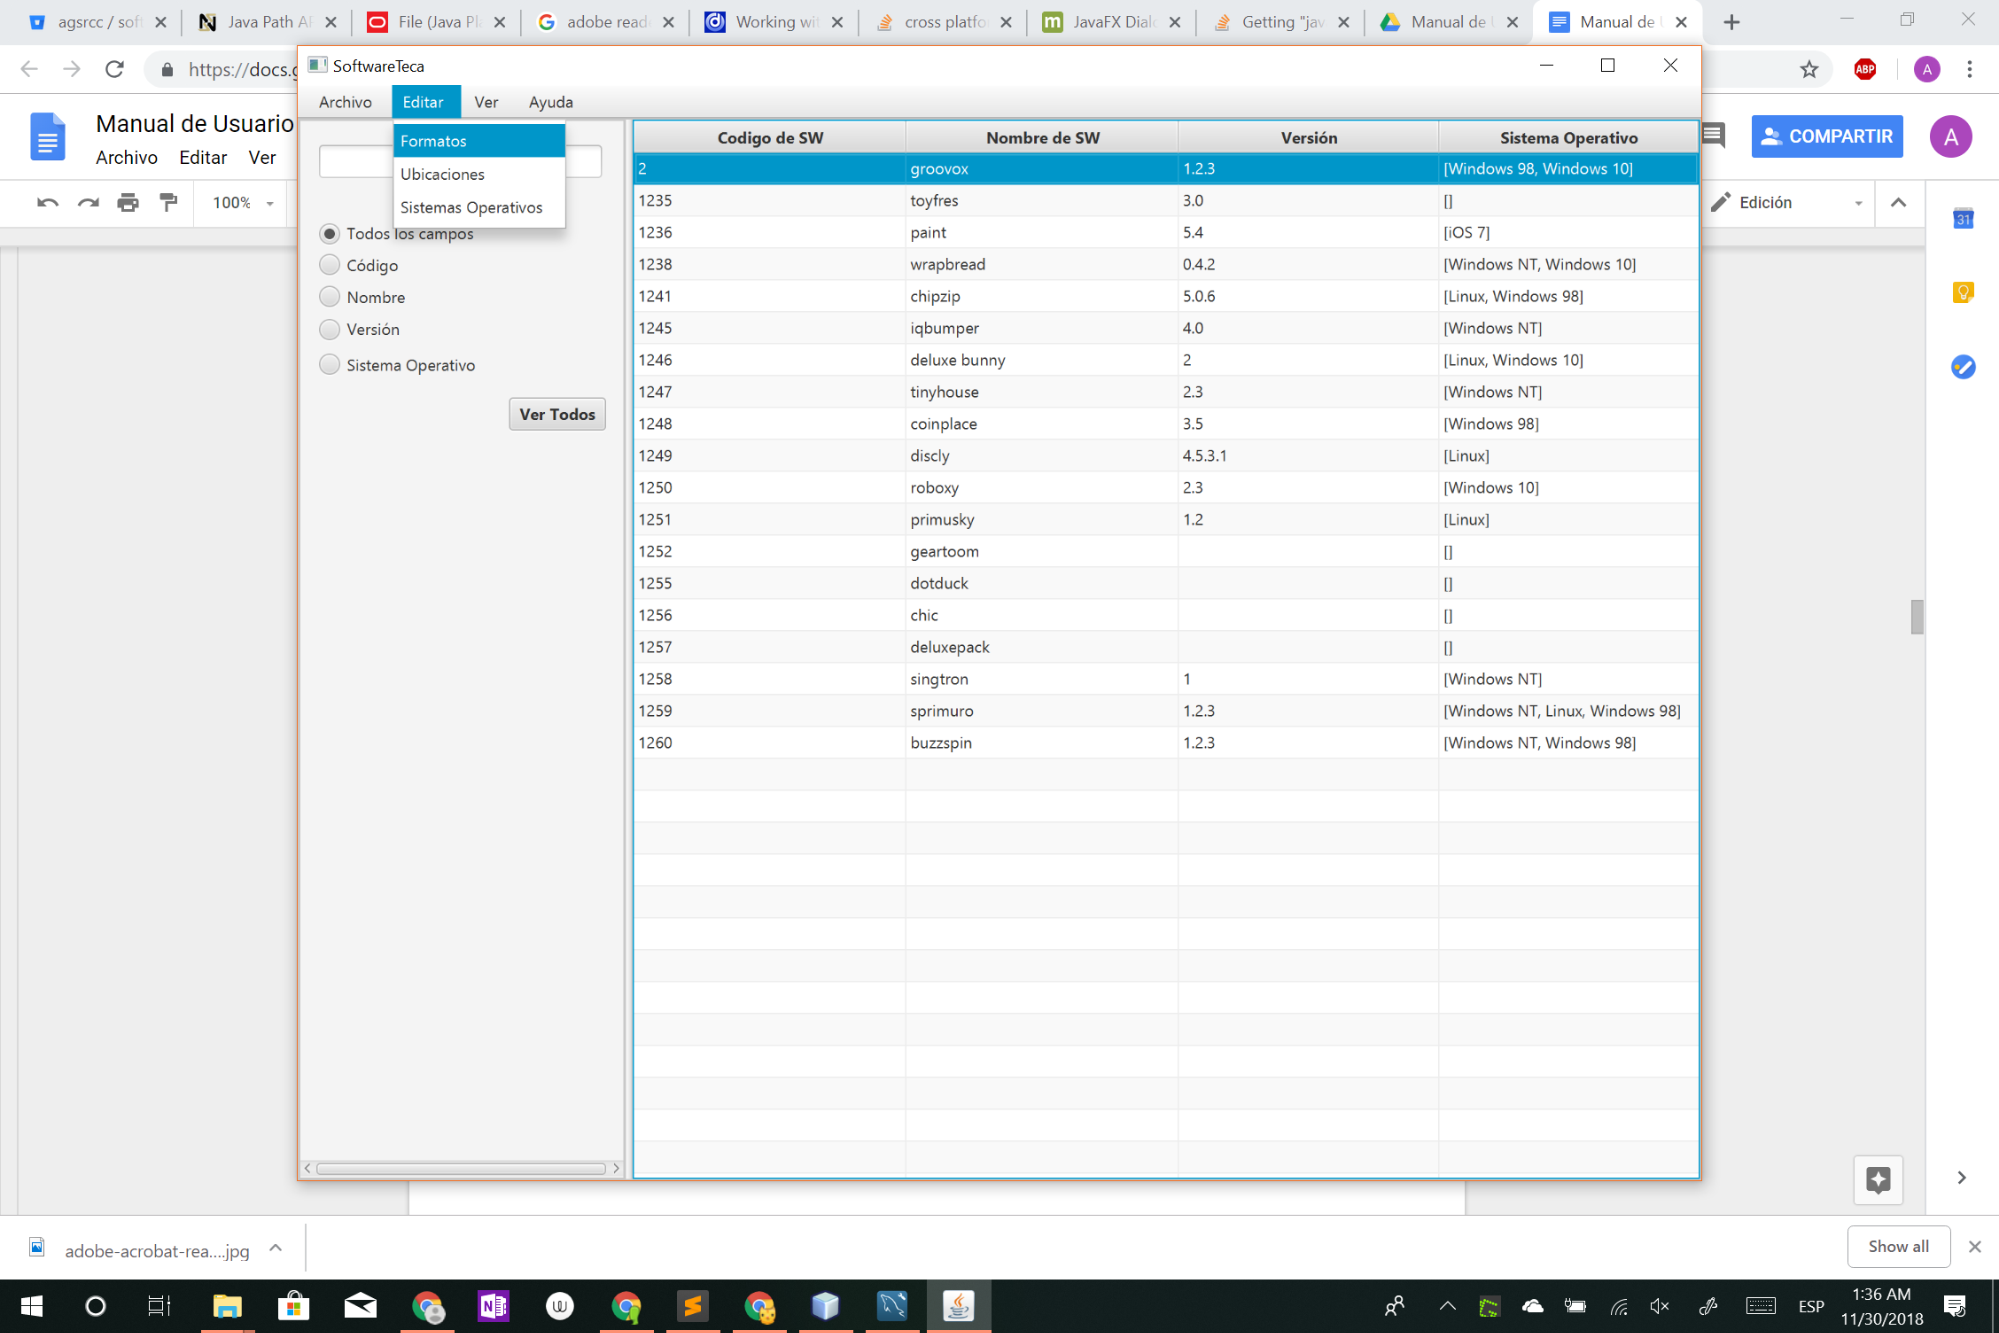 agsrcc / soft
Java Path AP
File (Java Pl
adobe read
Working wit
cross platfo
JavaFX Dial
Getting "jav
Manual de U
Manual de U
https://docs.g
ABP
A
SoftwareTeca
Archivo Editar Ver Ayuda
Manual de Usuario
Archivo Editar Ver
COMPARTIR
A
100%
Edición
31
Formatos
Ubicaciones
Sistemas Operativos
Todos los campos
Código
Nombre
Versión
Sistema Operativo
Ver Todos
Codigo de SW Nombre de SW Versión Sistema Operativo
2 groovox 1.2.3 [Windows 98, Windows 10]
1235 toyfres 3.0 []
1236 paint 5.4 [iOS 7]
1238 wrapbread 0.4.2 [Windows NT, Windows 10]
1241 chipzip 5.0.6 [Linux, Windows 98]
1245 iqbumper 4.0 [Windows NT]
1246 deluxe bunny 2 [Linux, Windows 10]
1247 tinyhouse 2.3 [Windows NT]
1248 coinplace 3.5 [Windows 98]
1249 discly 4.5.3.1 [Linux]
1250 roboxy 2.3 [Windows 10]
1251 primusky 1.2 [Linux]
1252 geartoom []
1255 dotduck []
1256 chic []
1257 deluxepack []
1258 singtron 1 [Windows NT]
1259 sprimuro 1.2.3 [Windows NT, Linux, Windows 98]
1260 buzzspin 1.2.3 [Windows NT, Windows 98]
adobe-acrobat-rea....jpg
Show all
ESP
1:36 AM
11/30/2018